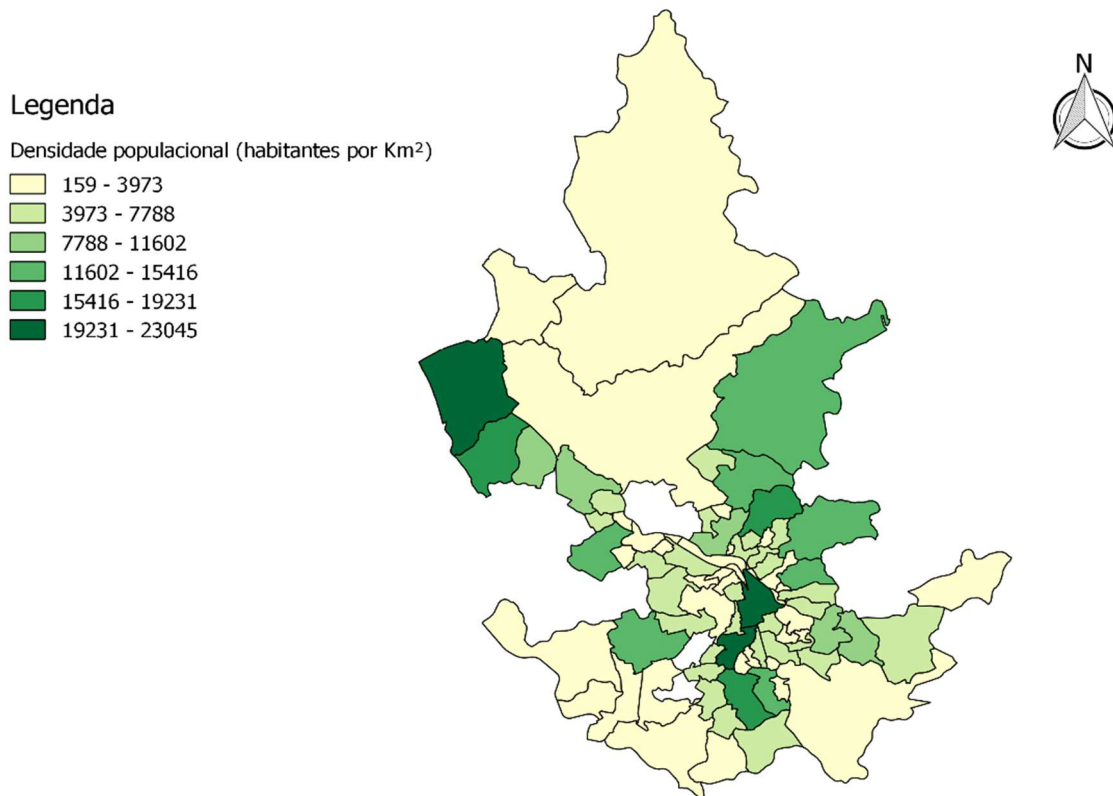 N
Legenda
Densidade populacional (habitantes por Km²)
159 - 3973
3973 - 7788
7788 - 11602
11602 - 15416
15416 - 19231
19231 - 23045